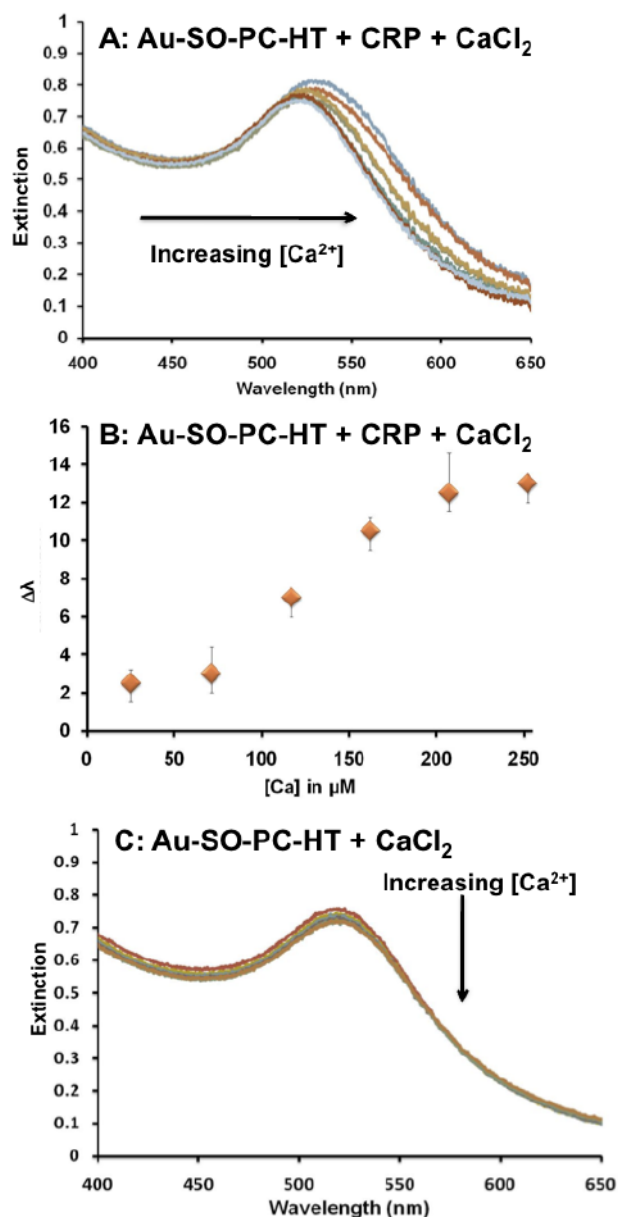 A: Au-SO-PC-HT + CRP + CaCl₂
1
0.9
0.8
0.7
0.6
0.5
0.4
0.3
0.2
0.1
0
Extinction
Increasing [Ca²⁺]
400 450 500 550 600 650
Wavelength (nm)
B: Au-SO-PC-HT + CRP + CaCl₂
16
14
12
10
8
6
4
2
0
Δλ
0 50 100 150 200 250
[Ca] in µM
C: Au-SO-PC-HT + CaCl₂
Increasing [Ca²⁺]
1
0.9
0.8
0.7
0.6
0.5
0.4
0.3
0.2
0.1
0
Extinction
400 450 500 550 600 650
Wavelength (nm)